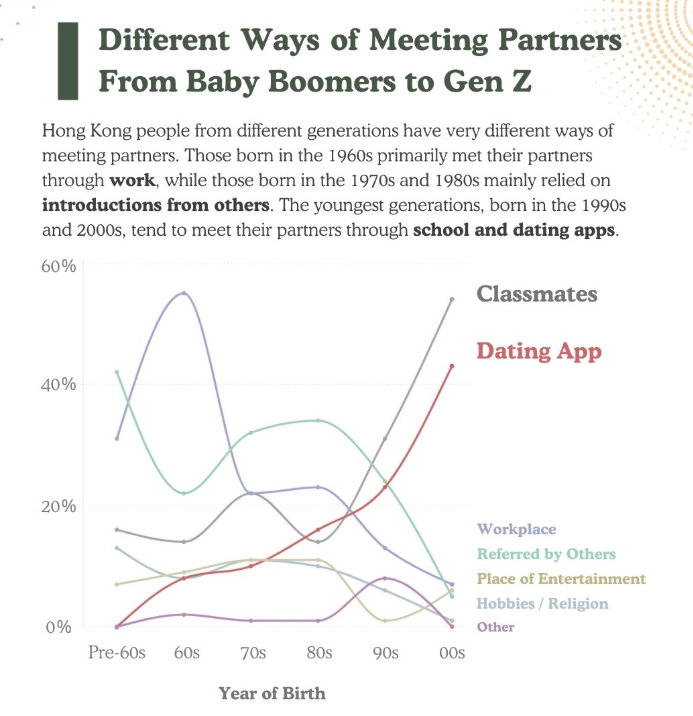 Different Ways of Meeting Partners
From Baby Boomers to Gen Z
Hong Kong people from different generations have very different ways of
meeting partners. Those born in the 1960s primarily met their partners
through work, while those born in the 1970s and 1980s mainly relied on
introductions from others. The youngest generations, born in the 1990s
and 2000s, tend to meet their partners through school and dating apps.
60%
Classmates
Dating App
40%
20%
Workplace
Referred by Others
Place of Entertainment
Hobbies / Religion
0%
Other
Pre-60s 60s 70s 80s 90s 00s
Year of Birth